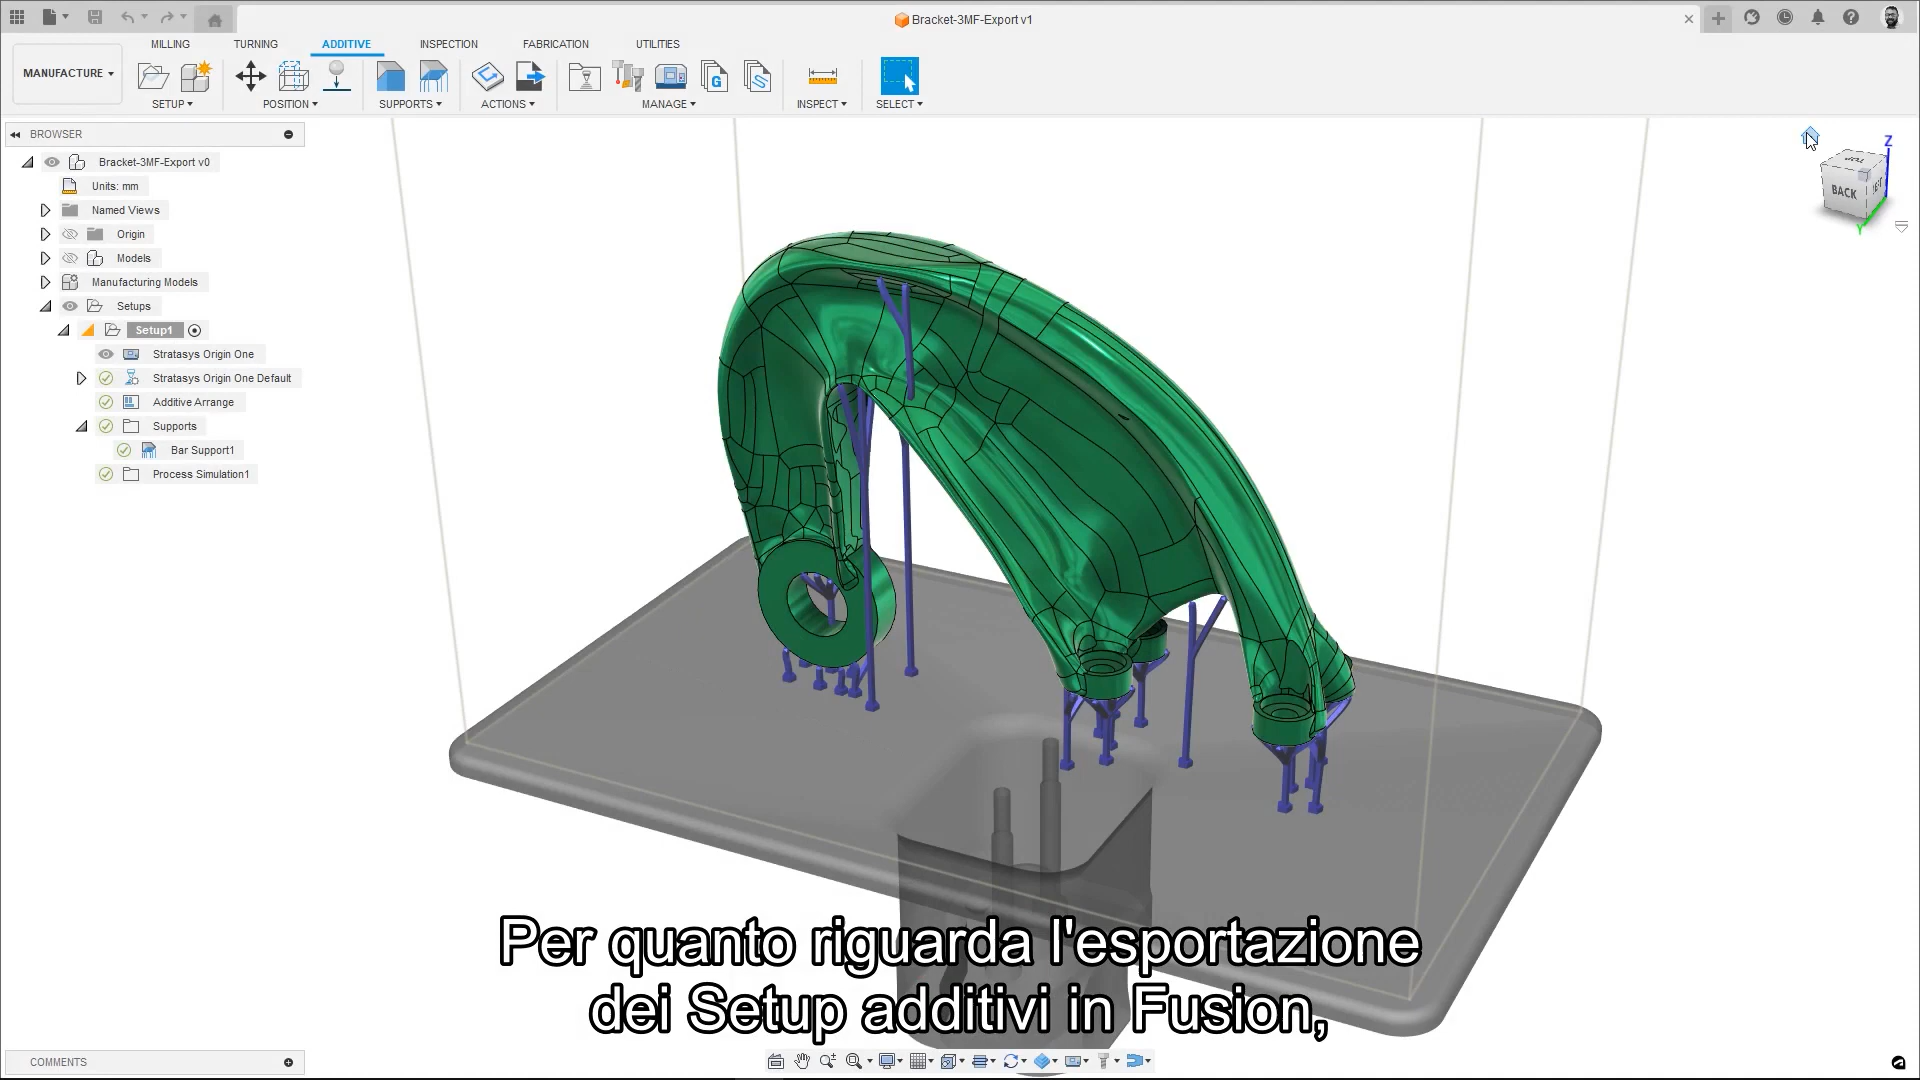 Bracket-3MF-Export v1
MILLING
TURNING
ADDITIVE
INSPECTION
FABRICATION
UTILITIES
MANUFACTURE
SETUP
POSITION
SUPPORTS
ACTIONS
MANAGE
INSPECT
SELECT
BROWSER
Bracket-3MF-Export v0
Units: mm
Named Views
Origin
Models
Manufacturing Models
Setups
Setup1
Stratasys Origin One
Stratasys Origin One Default
Additive Arrange
Supports
Bar Support1
Process Simulation1
Z
TOP
BACK
Y
Per quanto riguarda l'esportazione
dei Setup additivi in Fusion,
COMMENTS